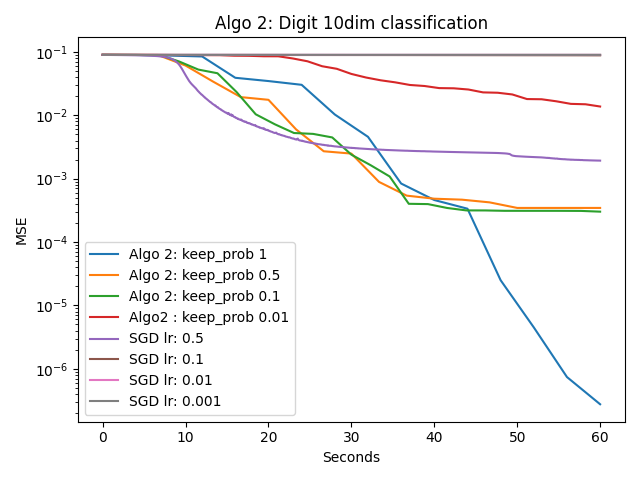 Algo 2: Digit 10dim classification
10⁻¹
10⁻²
10⁻³
10⁻⁴
10⁻⁵
10⁻⁶
MSE
Algo 2: keep_prob 1
Algo 2: keep_prob 0.5
Algo 2: keep_prob 0.1
Algo2 : keep_prob 0.01
SGD lr: 0.5
SGD lr: 0.1
SGD lr: 0.01
SGD lr: 0.001
0 10 20 30 40 50 60
Seconds